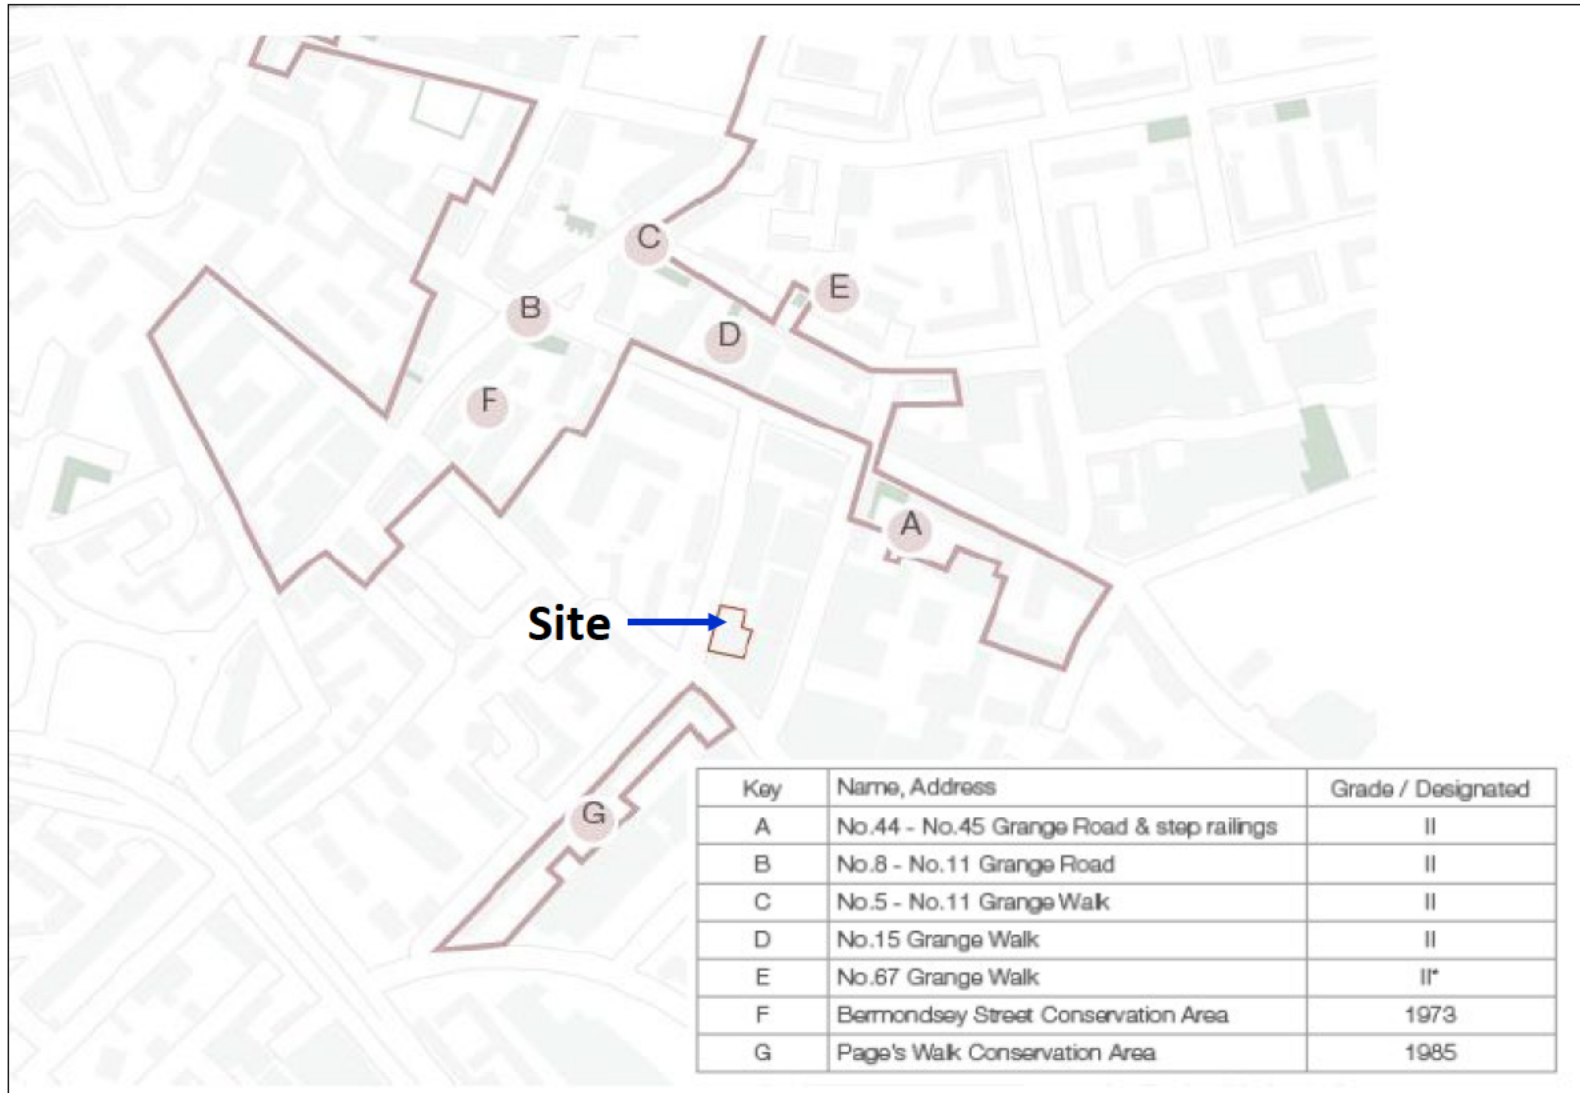 C
E
B
D
F
A
Site
G
Key Name, Address Grade / Designated
A No.44 - No.45 Grange Road & step railings II
B No.8 - No.11 Grange Road II
C No.5 - No.11 Grange Walk II
D No.15 Grange Walk II
E No.67 Grange Walk II*
F Bermondsey Street Conservation Area 1973
G Page's Walk Conservation Area 1985